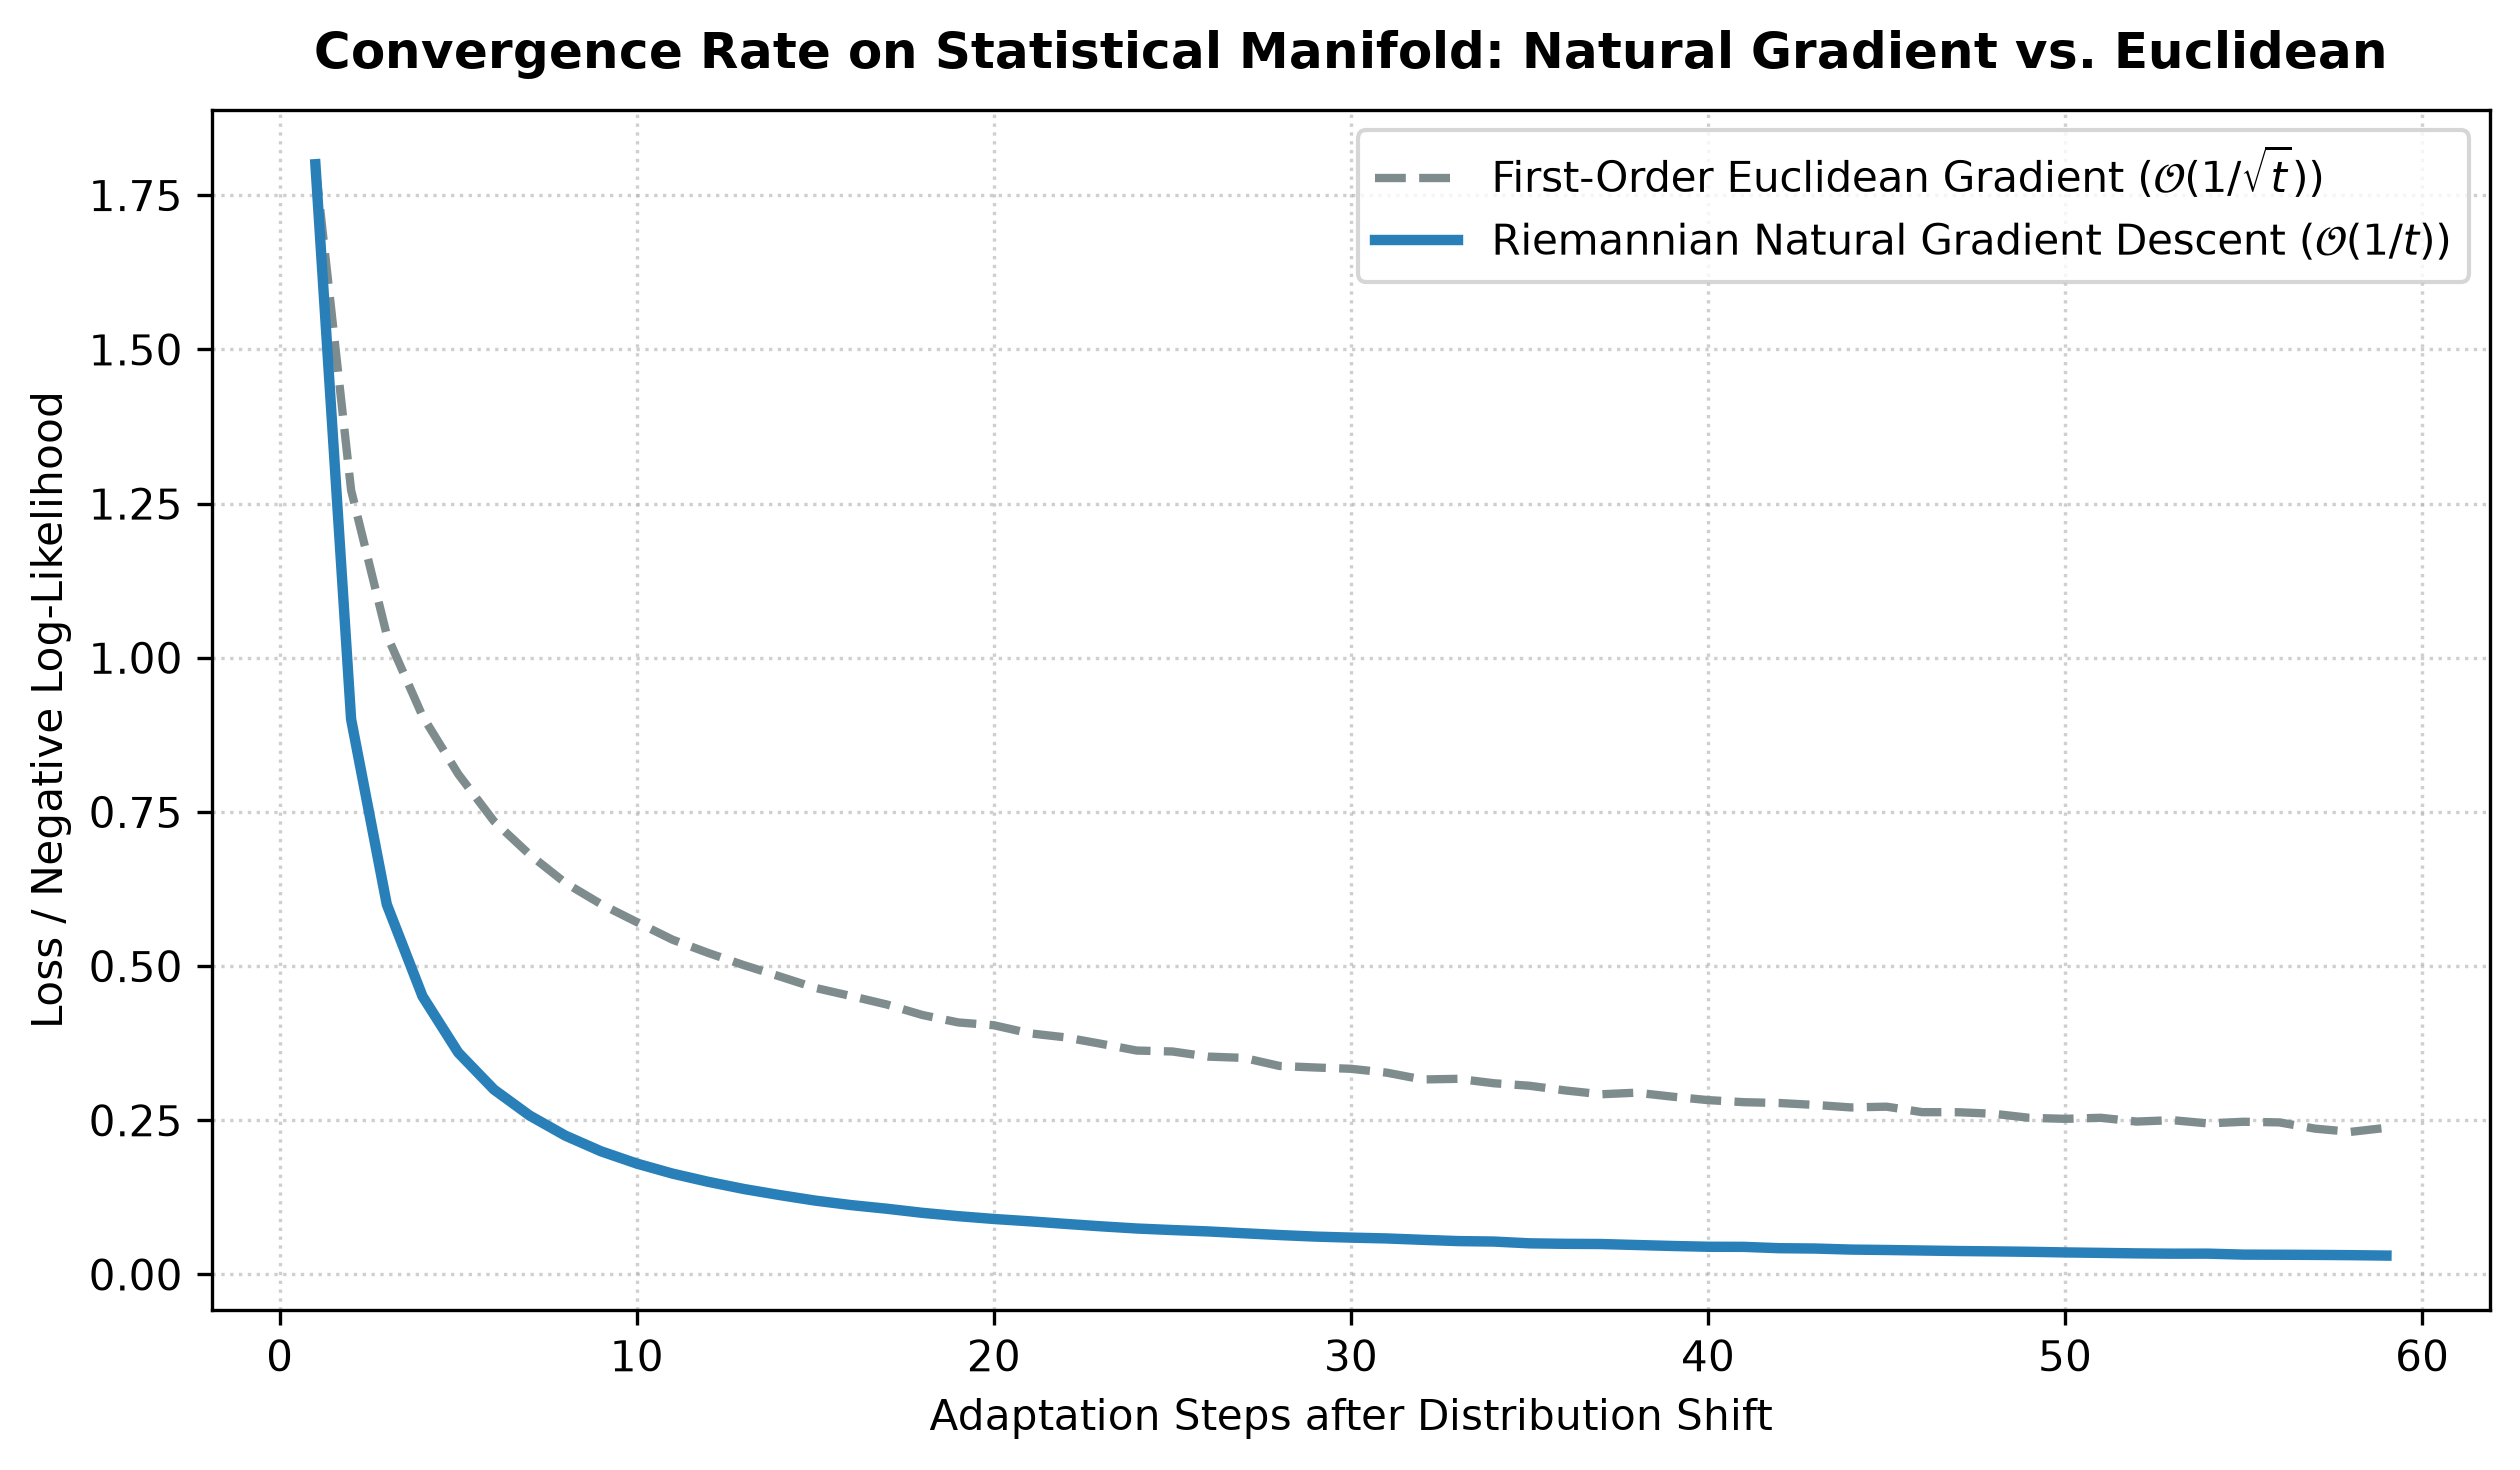 Convergence Rate on Statistical Manifold: Natural Gradient vs. Euclidean
First-Order Euclidean Gradient (𝒪(1/√t))
Riemannian Natural Gradient Descent (𝒪(1/t))
Loss / Negative Log-Likelihood
1.75
1.50
1.25
1.00
0.75
0.50
0.25
0.00
0 10 20 30 40 50 60
Adaptation Steps after Distribution Shift